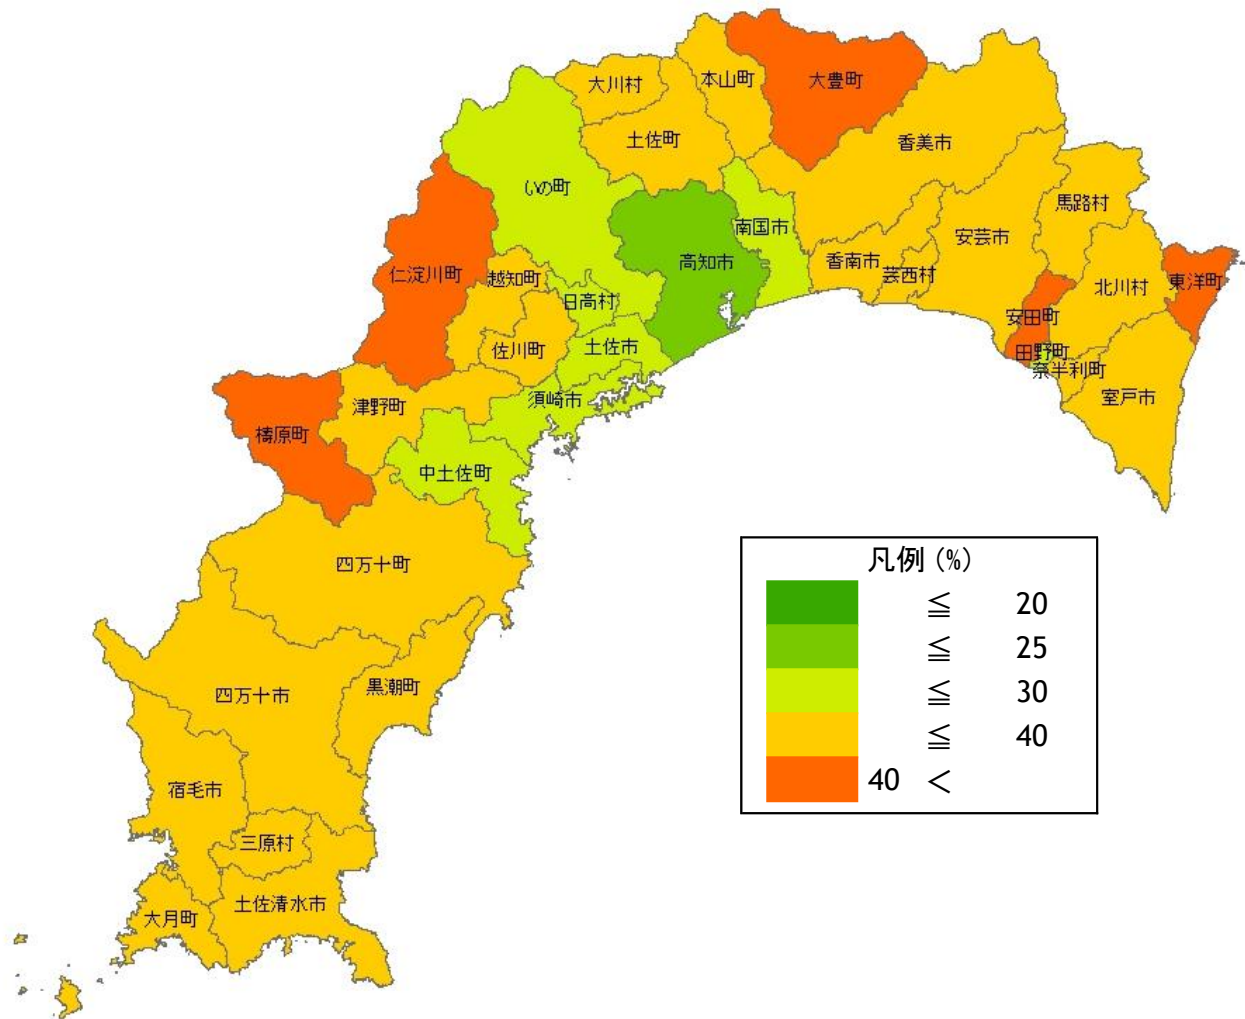 大川村
本山町
大豊町
土佐町
香美市
いの町
馬路村
南国市
安芸市
高知市
香南市
芸西村
仁淀川町
越知町
北川村
東洋町
日高村
安田町
土佐市
佐川町
田野町
奈半利町
須崎市
室戸市
津野町
梼原町
中土佐町
四万十町
四万十市
黒潮町
宿毛市
三原村
土佐清水市
大月町
凡例 (%)
≦ 20
≦ 25
≦ 30
≦ 40
40 <